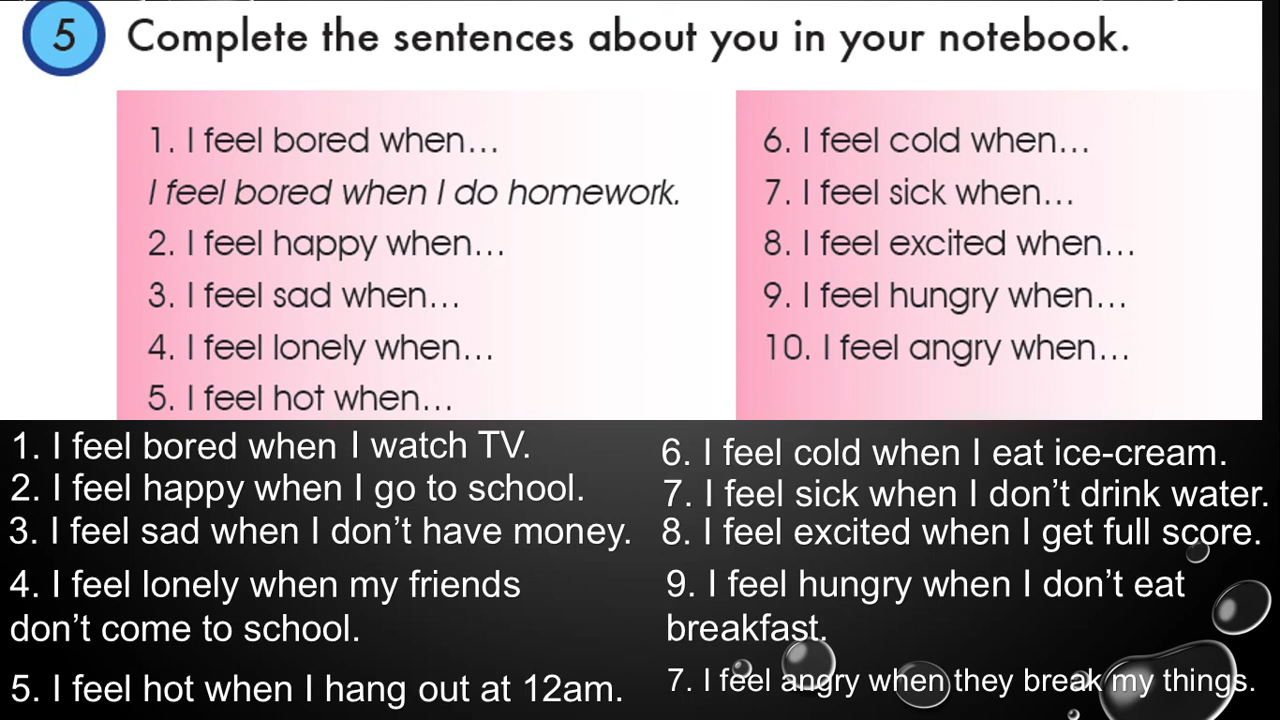 5 Complete the sentences about you in your notebook.
1. I feel bored when...
I feel bored when I do homework.
2. I feel happy when...
3. I feel sad when...
4. I feel lonely when...
5. I feel hot when...
6. I feel cold when...
7. I feel sick when...
8. I feel excited when...
9. I feel hungry when...
10. I feel angry when...
1. I feel bored when I watch TV.
2. I feel happy when I go to school.
3. I feel sad when I don't have money.
4. I feel lonely when my friends
don't come to school.
5. I feel hot when I hang out at 12am.
6. I feel cold when I eat ice-cream.
7. I feel sick when I don't drink water.
8. I feel excited when I get full score.
9. I feel hungry when I don't eat
breakfast.
7. I feel angry when they break my things.